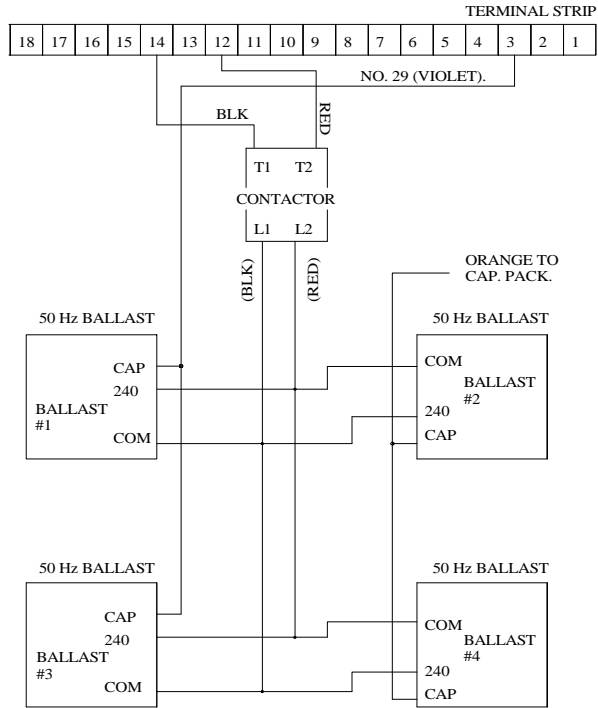 TERMINAL STRIP
18 17 16 15 14 13 12 11 10 9 8 7 6 5 4 3 2 1
NO. 29 (VIOLET).
BLK
RED
T1 T2
CONTACTOR
L1 L2
(BLK)
(RED)
ORANGE TO
CAP. PACK.
50 Hz BALLAST
CAP
240
BALLAST
#1
COM
50 Hz BALLAST
COM
BALLAST
#2
240
CAP
50 Hz BALLAST
CAP
240
BALLAST
#3
COM
50 Hz BALLAST
COM
BALLAST
#4
240
CAP